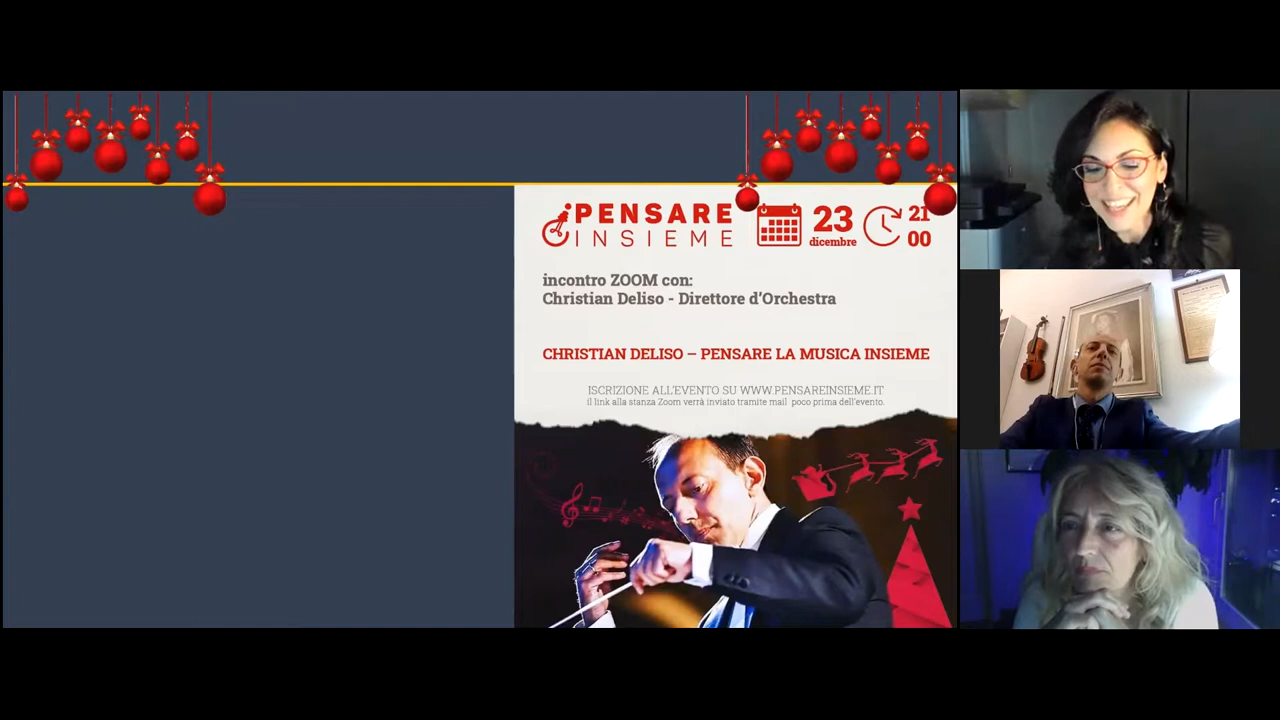 PENSARE
INSIEME
23
dicembre
21
00
incontro ZOOM con:
Christian Deliso - Direttore d'Orchestra
CHRISTIAN DELISO – PENSARE LA MUSICA INSIEME
ISCRIZIONE ALL'EVENTO SU WWW.PENSAREINSIEME.IT
il link alla stanza Zoom verrà inviato tramite mail poco prima dell'evento.